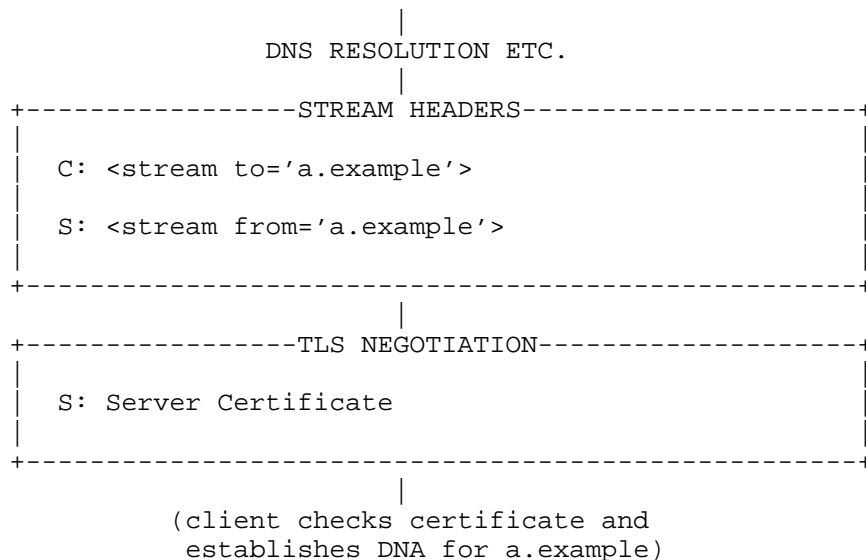 |
DNS RESOLUTION ETC.
|
+-----------------STREAM HEADERS---------------------+
|                                                    |
|  C: <stream to='a.example'>                        |
|                                                    |
|  S: <stream from='a.example'>                      |
|                                                    |
+----------------------------------------------------+
|
+-----------------TLS NEGOTIATION--------------------+
|                                                    |
|  S: Server Certificate                             |
|                                                    |
+----------------------------------------------------+
|
(client checks certificate and
establishes DNA for a.example)